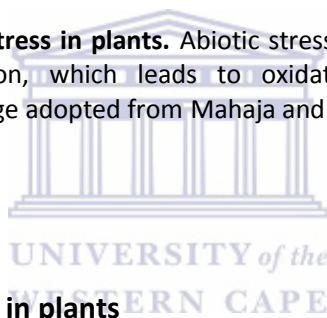 tress in plants. Abiotic stress
on, which leads to oxidat
ge adopted from Mahaja and
UNIVERSITY of the
WESTERN CAPE
in plants